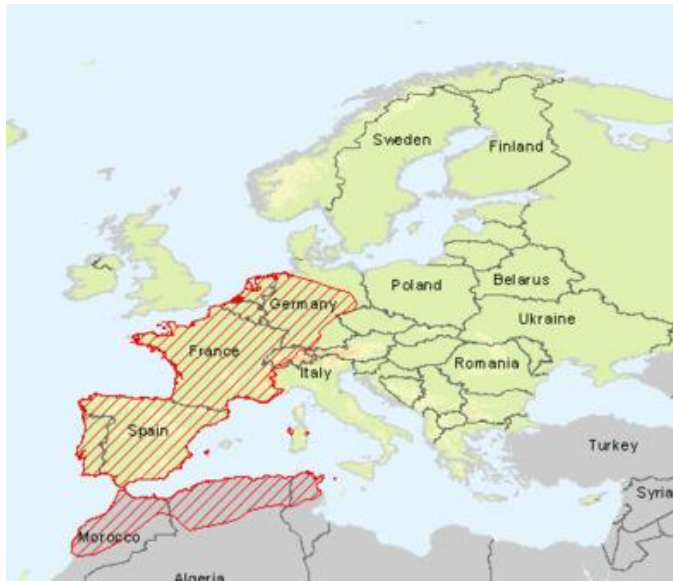 Sweden
Finland
Poland
Belarus
Germany
Ukraine
France
Romania
Italy
Spain
Turkey
Syria
Morocco
Algeria